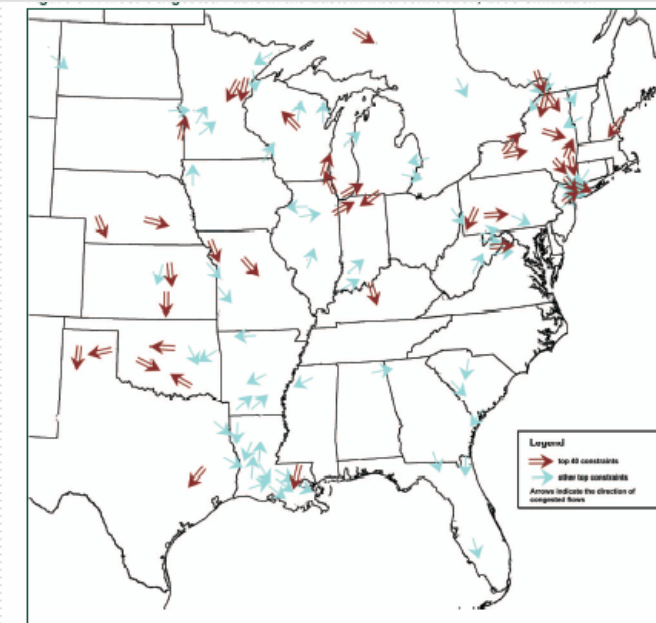 Legend
top 40 constraints
other top constraints
Arrows indicate the direction of
congested flows